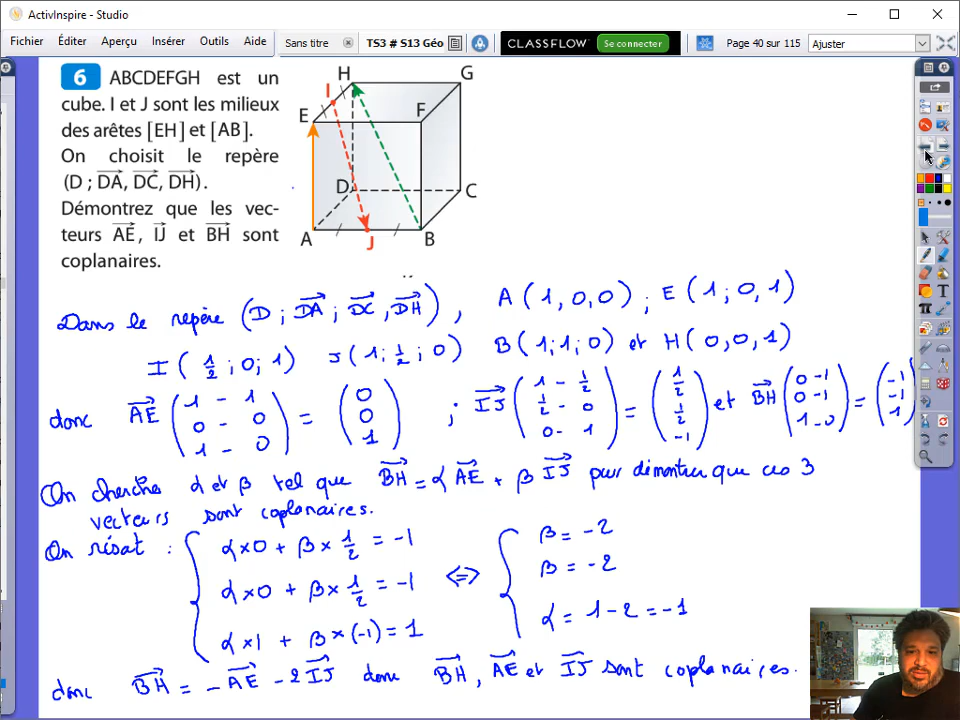 ActivInspire - Studio
Fichier Éditer Aperçu Insérer Outils Aide Sans titre TS3 # S13 Géo CLASSFLOW Se connecter Page 40 sur 115 Ajuster
6 ABCDEFGH est un
cube. I et J sont les milieux
des arêtes [EH] et [AB].
On choisit le repère
(D ; DA, DC, DH).
Démontrez que les vec-
teurs AE, IJ et BH sont
coplanaires.
H G
I
E F
D C
A B
J
Dans le repère (D ; DA ; DC, DH), A(1, 0, 0) ; E(1 ; 0, 1)
I(1/2 ; 0 ; 1) J(1 ; 1/2 ; 0) B(1 ; 1 ; 0) et H(0, 0, 1)
donc AE (1 - 1, 0 - 0, 1 - 0) = (0, 0, 1) ; IJ (1 - 1/2, 1/2 - 0, 0 - 1) = (1/2, 1/2, -1) et BH (0 - 1, 0 - 1, 1 - 0) = (-1, -1, 1)
On cherche α et β tel que BH = α AE + β IJ pour démontrer que ces 3
vecteurs sont coplanaires.
On résat :
α×0 + β× 1/2 = -1 β = -2
α×0 + β× 1/2 = -1 <=> β = -2
α×1 + β×(-1) = 1 α = 1 - 2 = -1
donc BH = - AE - 2 IJ donc BH, AE et IJ sont coplanaires.